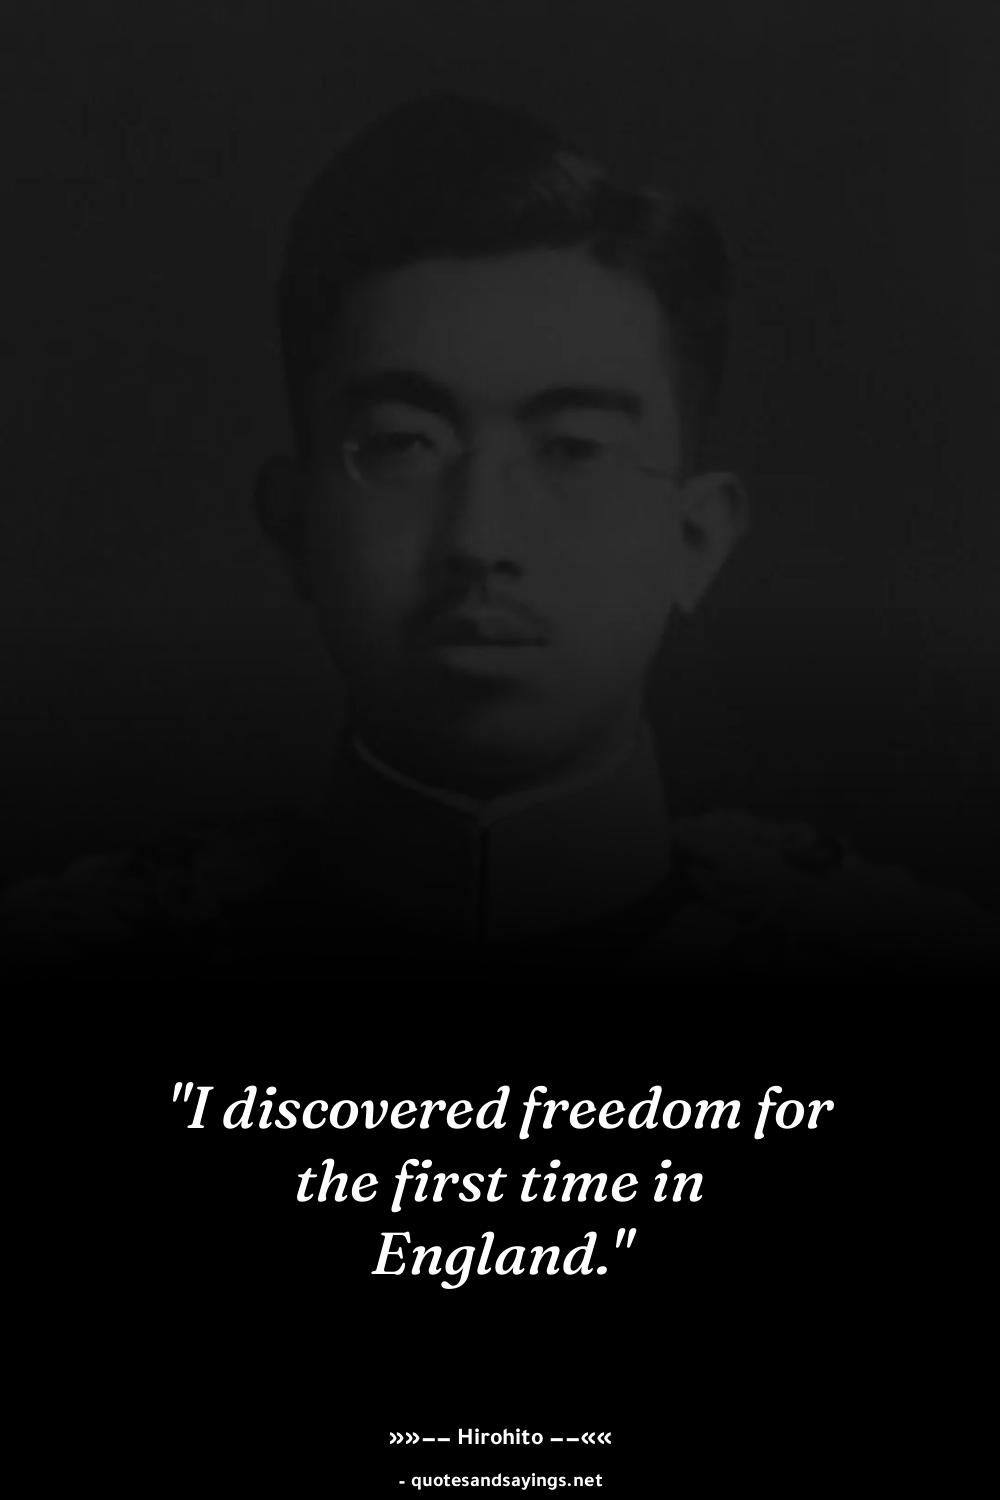 "I discovered freedom for
the first time in
England."
»»−− Hirohito −−««
- quotesandsayings.net